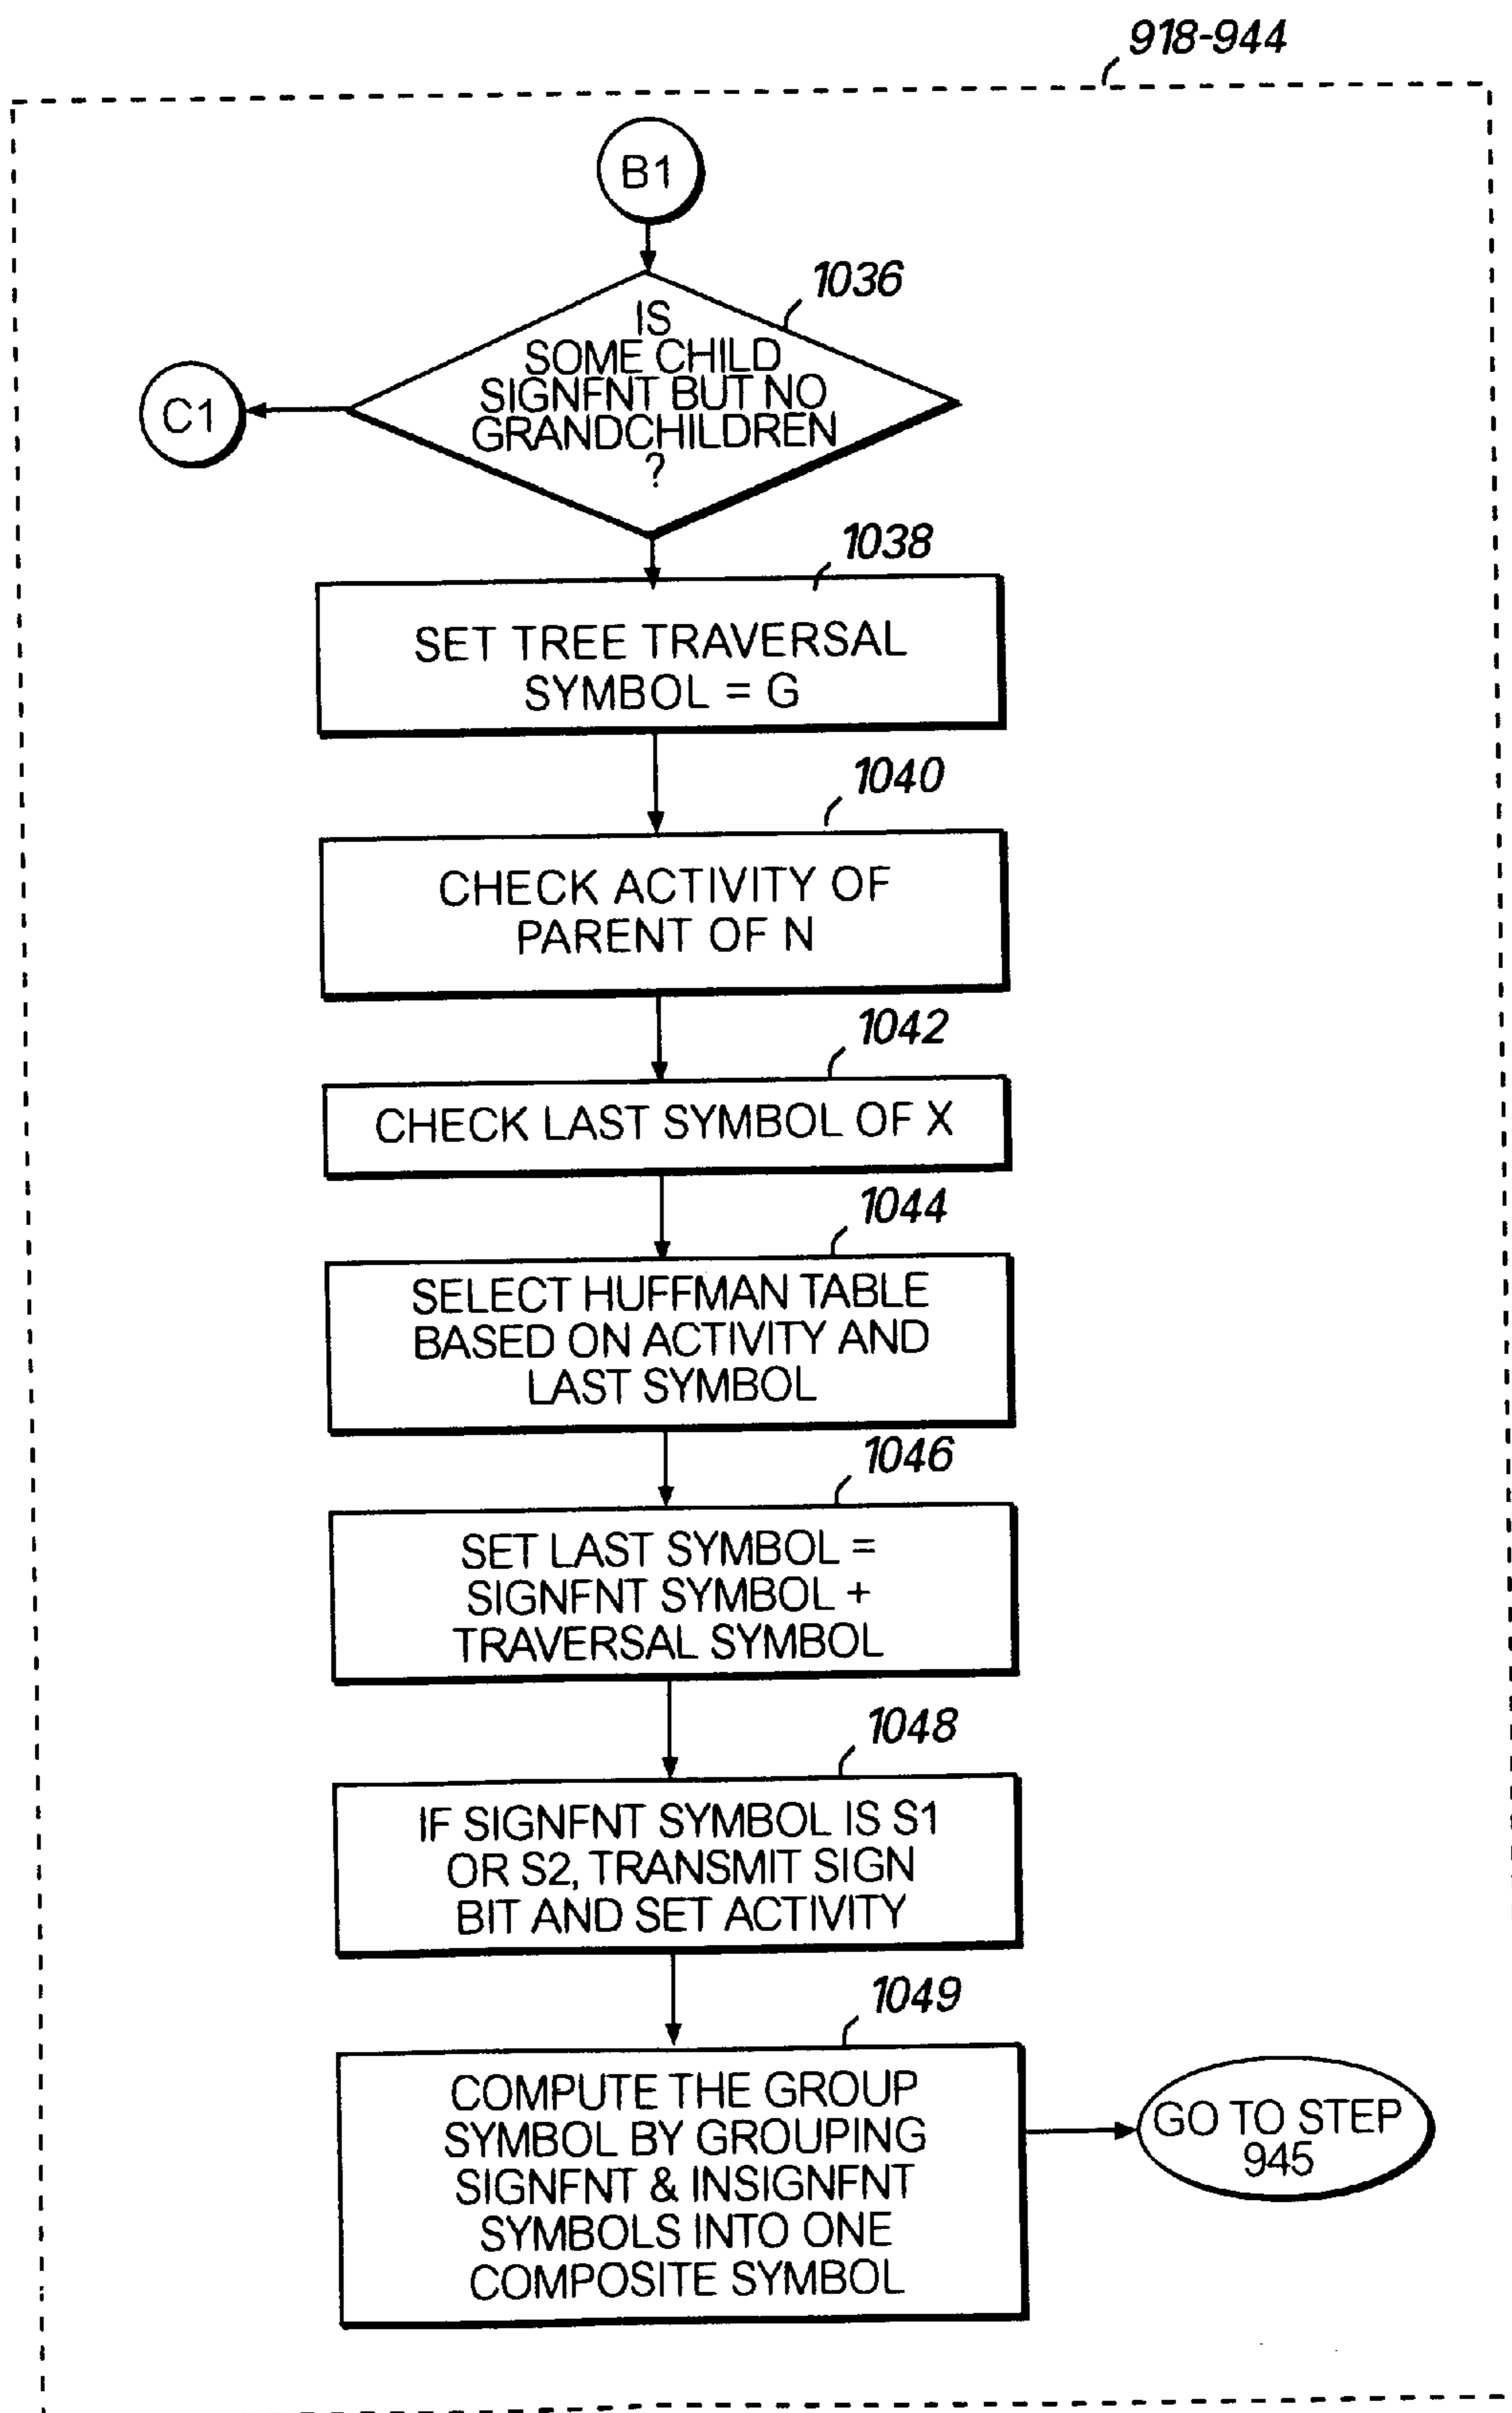 918-944
B1
1036
IS
SOME CHILD
SIGNFNT BUT NO
GRANDCHILDREN
?
C1
1038
SET TREE TRAVERSAL
SYMBOL = G
1040
CHECK ACTIVITY OF
PARENT OF N
1042
CHECK LAST SYMBOL OF X
1044
SELECT HUFFMAN TABLE
BASED ON ACTIVITY AND
LAST SYMBOL
1046
SET LAST SYMBOL =
SIGNFNT SYMBOL +
TRAVERSAL SYMBOL
1048
IF SIGNFNT SYMBOL IS S1
OR S2, TRANSMIT SIGN
BIT AND SET ACTIVITY
1049
COMPUTE THE GROUP
SYMBOL BY GROUPING
SIGNFNT & INSIGNFNT
SYMBOLS INTO ONE
COMPOSITE SYMBOL
GO TO STEP
945